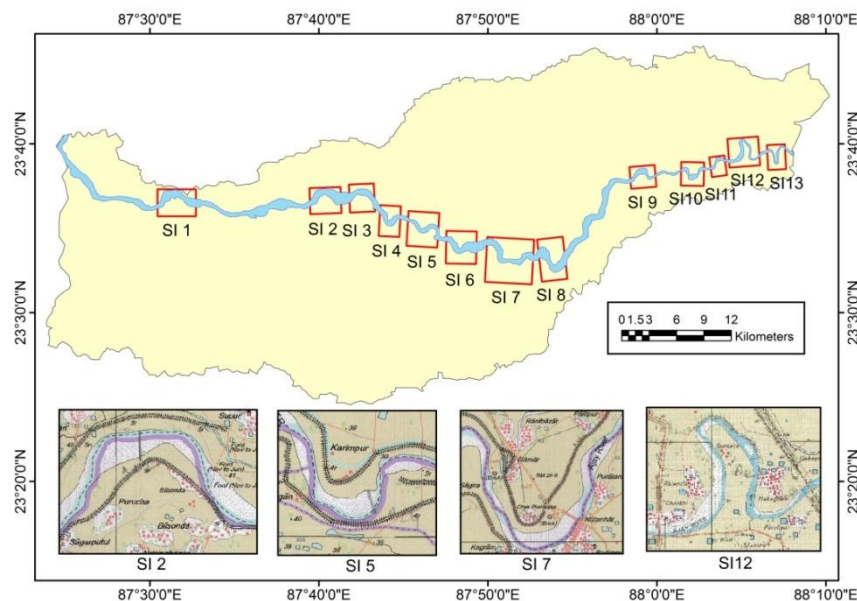 87°30'0"E 87°40'0"E 87°50'0"E 88°0'0"E 88°10'0"E
23°40'0"N 23°40'0"N
SI 1 SI 2 SI 3 SI 4 SI 5 SI 6 SI 7 SI 8 SI 9 SI10 SI11 SI12 SI13
23°30'0"N 23°30'0"N
0 1.5 3 6 9 12
Kilometers
23°20'0"N 23°20'0"N
Purucha
Bilsonda
Bilsonda
Karimpur
SI 2 SI 5 SI 7 SI12
87°30'0"E 87°40'0"E 87°50'0"E 88°0'0"E 88°10'0"E